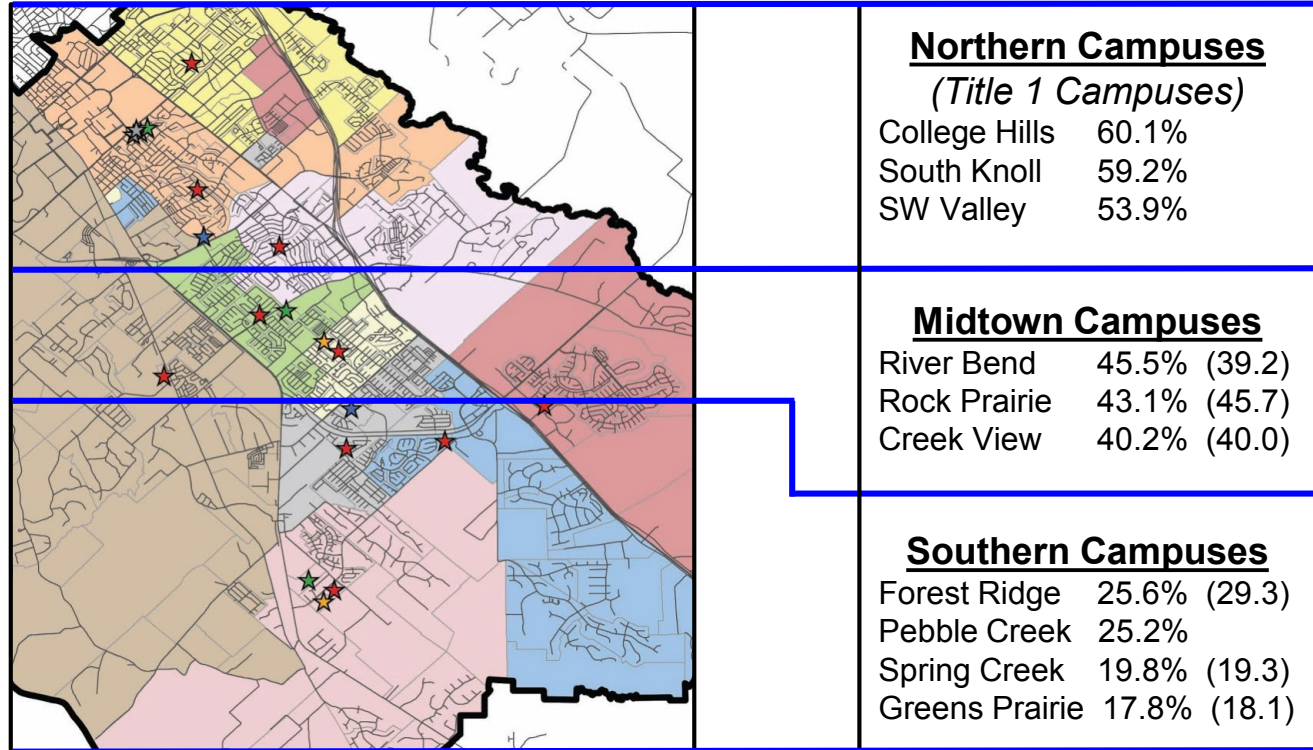 Northern Campuses
(Title 1 Campuses)
College Hills 60.1%
South Knoll 59.2%
SW Valley 53.9%
Midtown Campuses
River Bend 45.5% (39.2)
Rock Prairie 43.1% (45.7)
Creek View 40.2% (40.0)
Southern Campuses
Forest Ridge 25.6% (29.3)
Pebble Creek 25.2%
Spring Creek 19.8% (19.3)
Greens Prairie 17.8% (18.1)